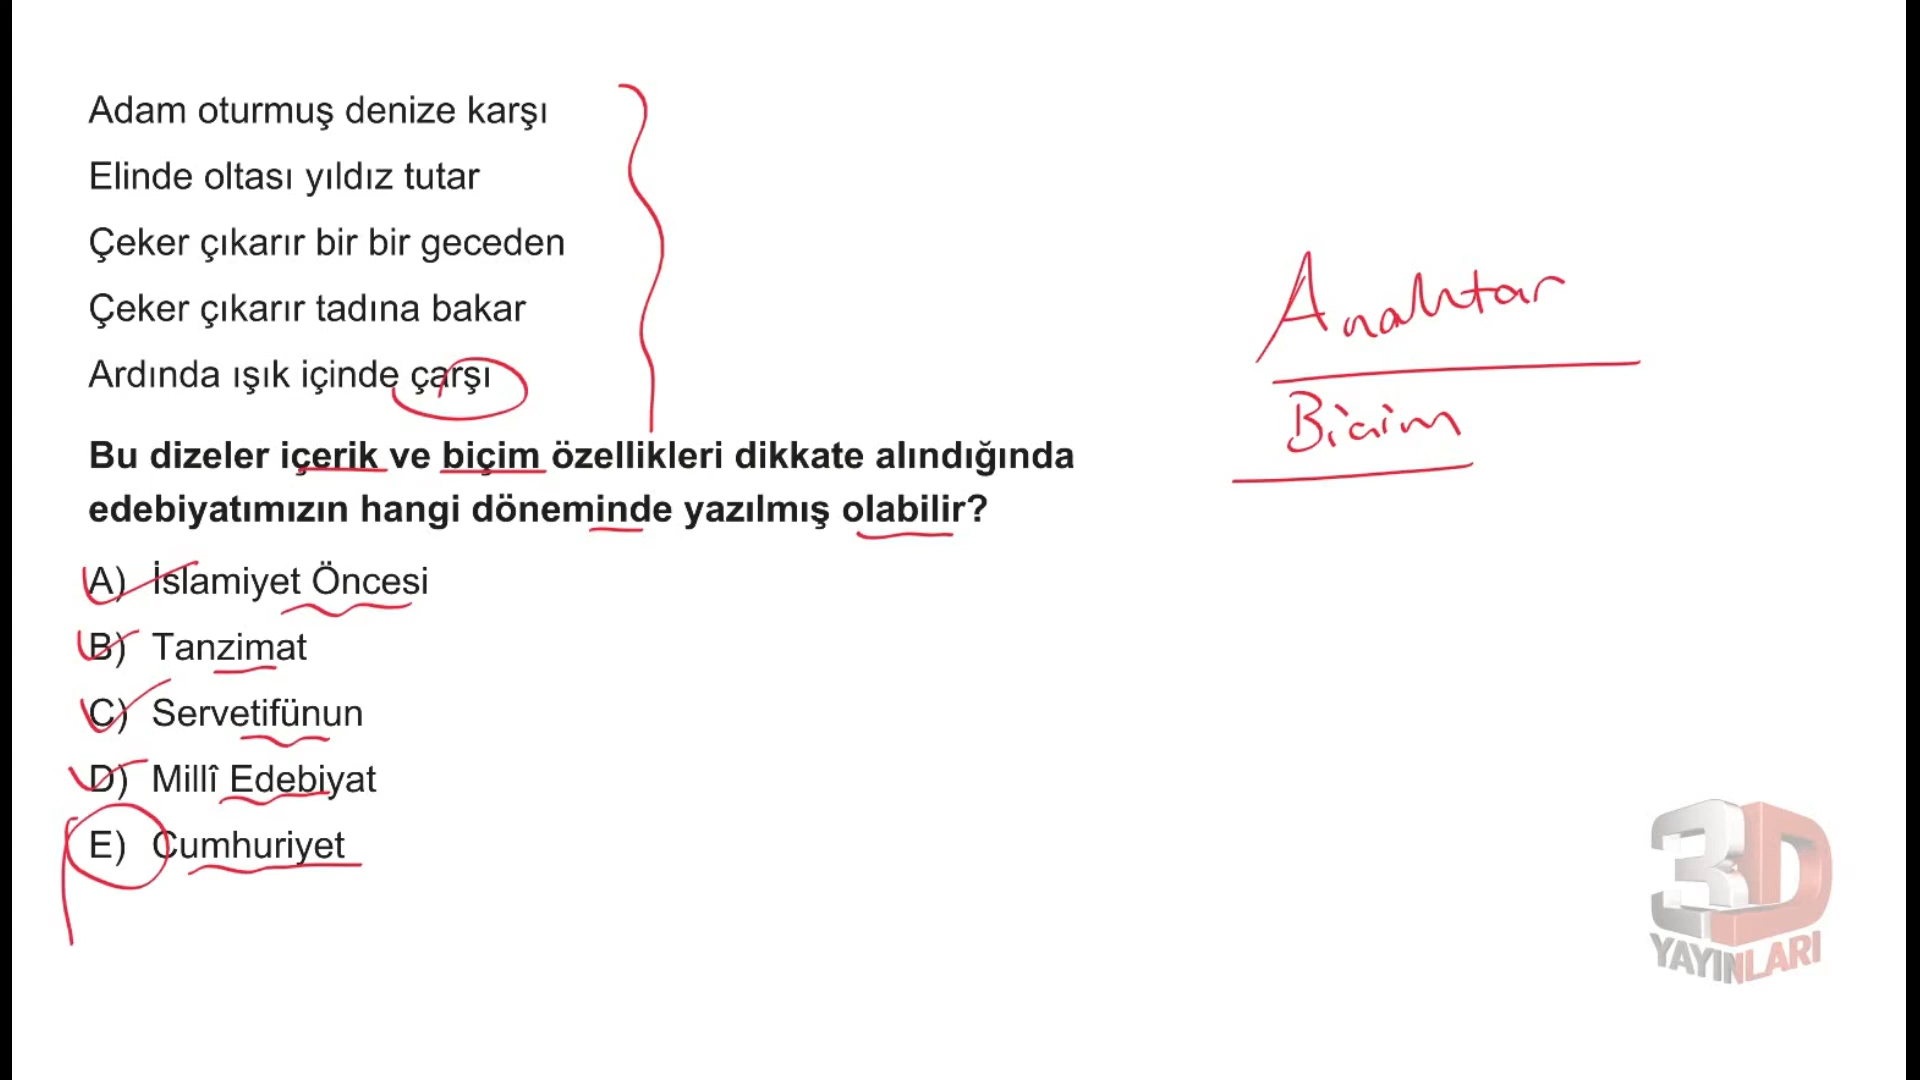 Adam oturmuş denize karşı
Elinde oltası yıldız tutar
Çeker çıkarır bir bir geceden
Çeker çıkarır tadına bakar
Ardında ışık içinde çarşı
Bu dizeler içerik ve biçim özellikleri dikkate alındığında
edebiyatımızın hangi döneminde yazılmış olabilir?
A) İslamiyet Öncesi
B) Tanzimat
C) Servetifünun
D) Millî Edebiyat
E) Cumhuriyet
Anahtar
Biçim
3D
YAYINLARI